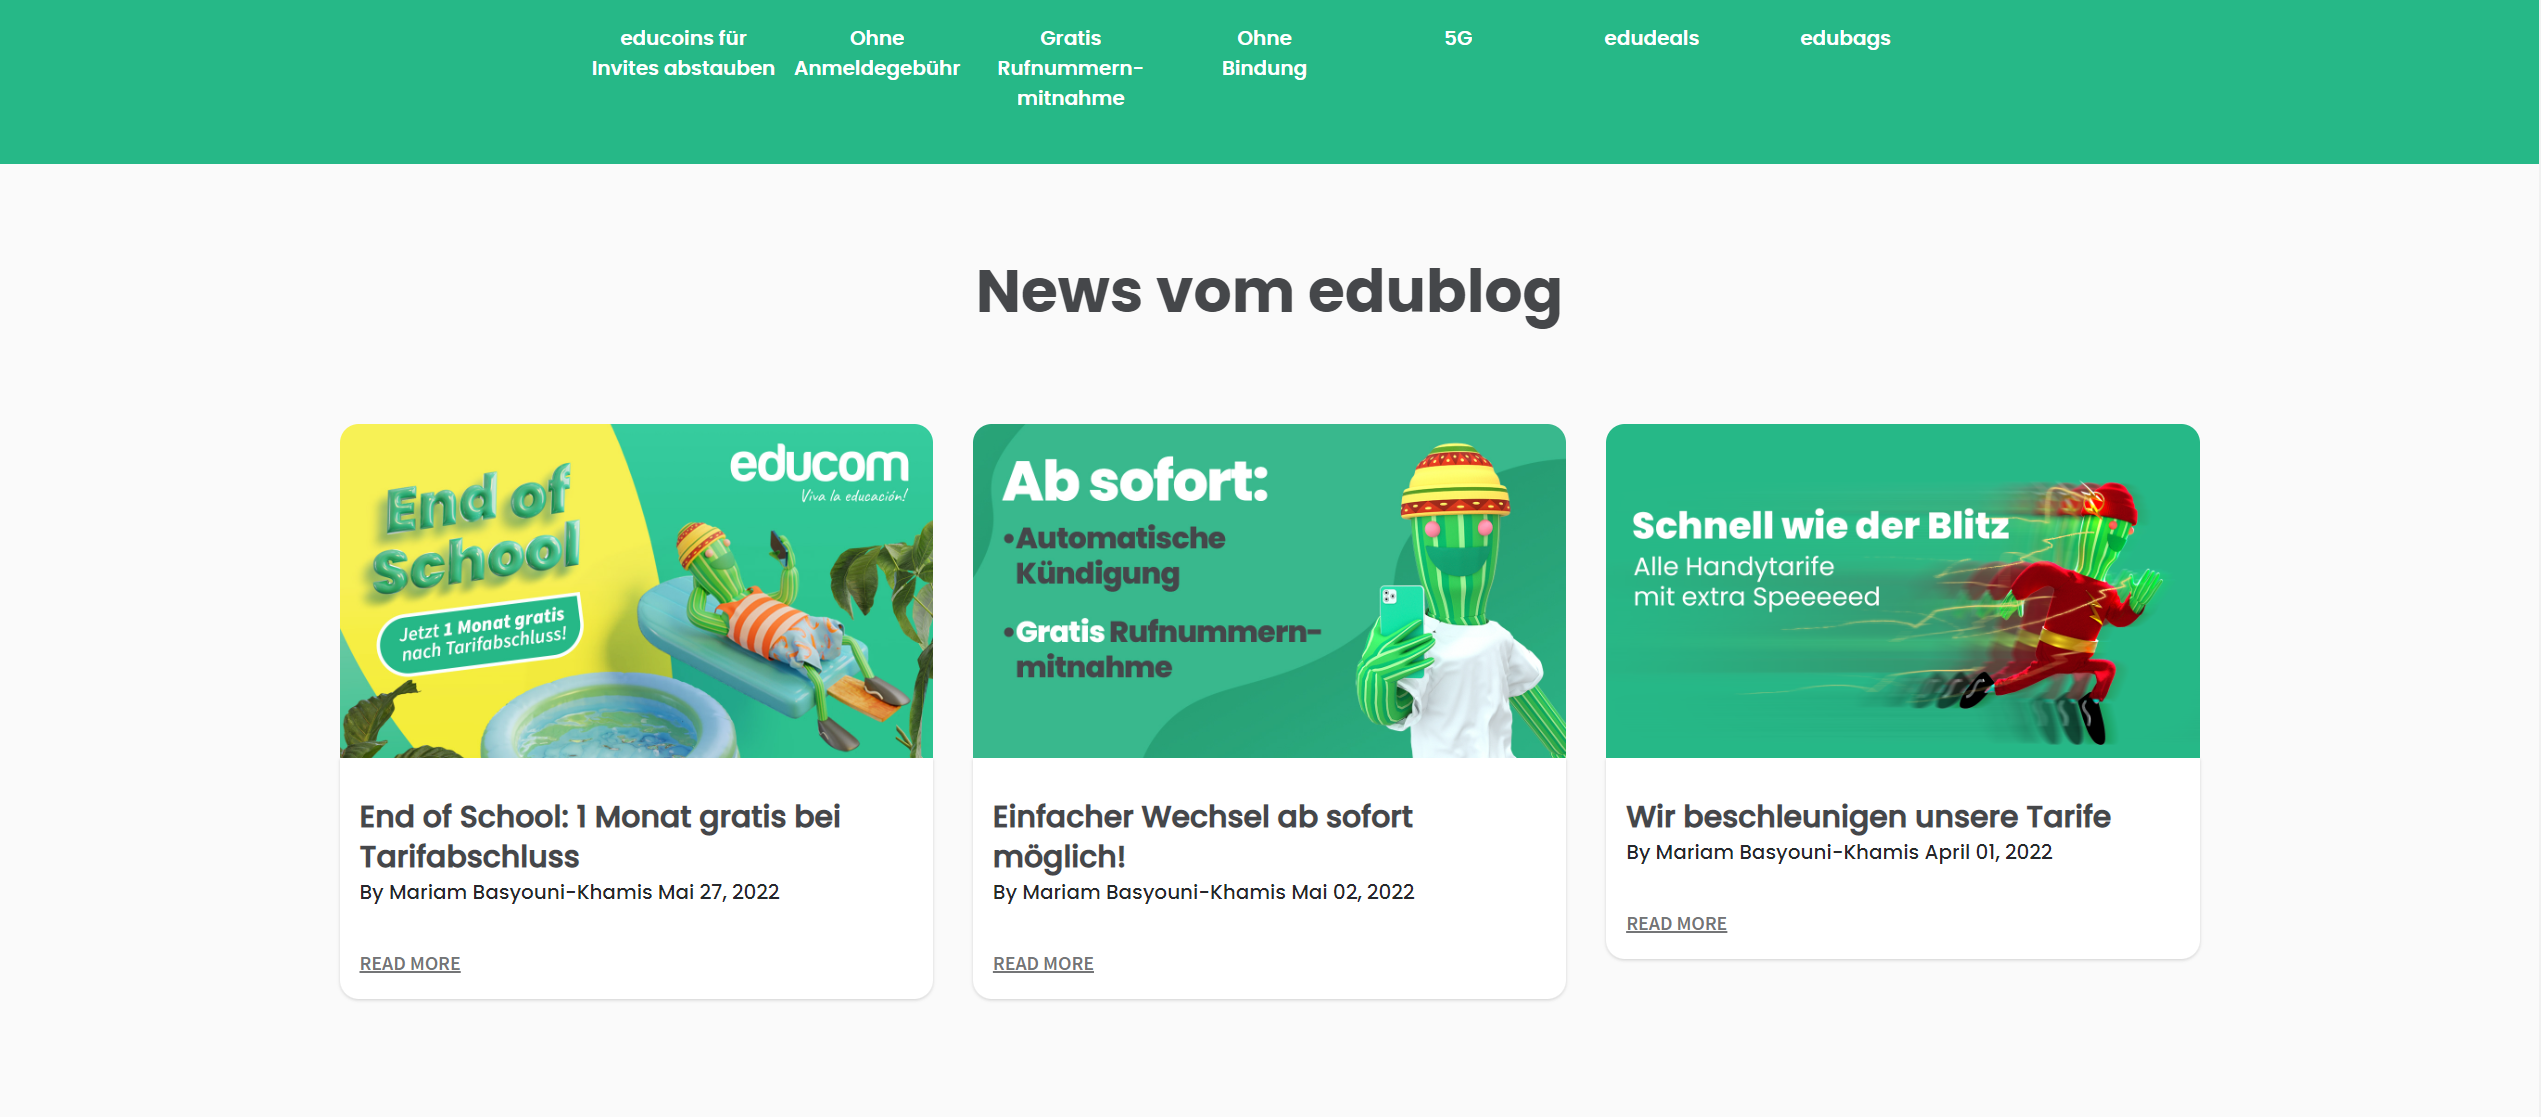 educoins für
Invites abstauben
Ohne
Anmeldegebühr
Gratis
Rufnummern-
mitnahme
Ohne
Bindung
5G
edudeals
edubags
News vom edublog
End of
School
Jetzt 1 Monat gratis
nach Tarifabschluss!
educom
Viva la educación!
End of School: 1 Monat gratis bei
Tarifabschluss
By Mariam Basyouni-Khamis Mai 27, 2022
READ MORE
Ab sofort:
•Automatische
Kündigung
•Gratis Rufnummern-
mitnahme
Einfacher Wechsel ab sofort
möglich!
By Mariam Basyouni-Khamis Mai 02, 2022
READ MORE
Schnell wie der Blitz
Alle Handytarife
mit extra Speeeeed
Wir beschleunigen unsere Tarife
By Mariam Basyouni-Khamis April 01, 2022
READ MORE